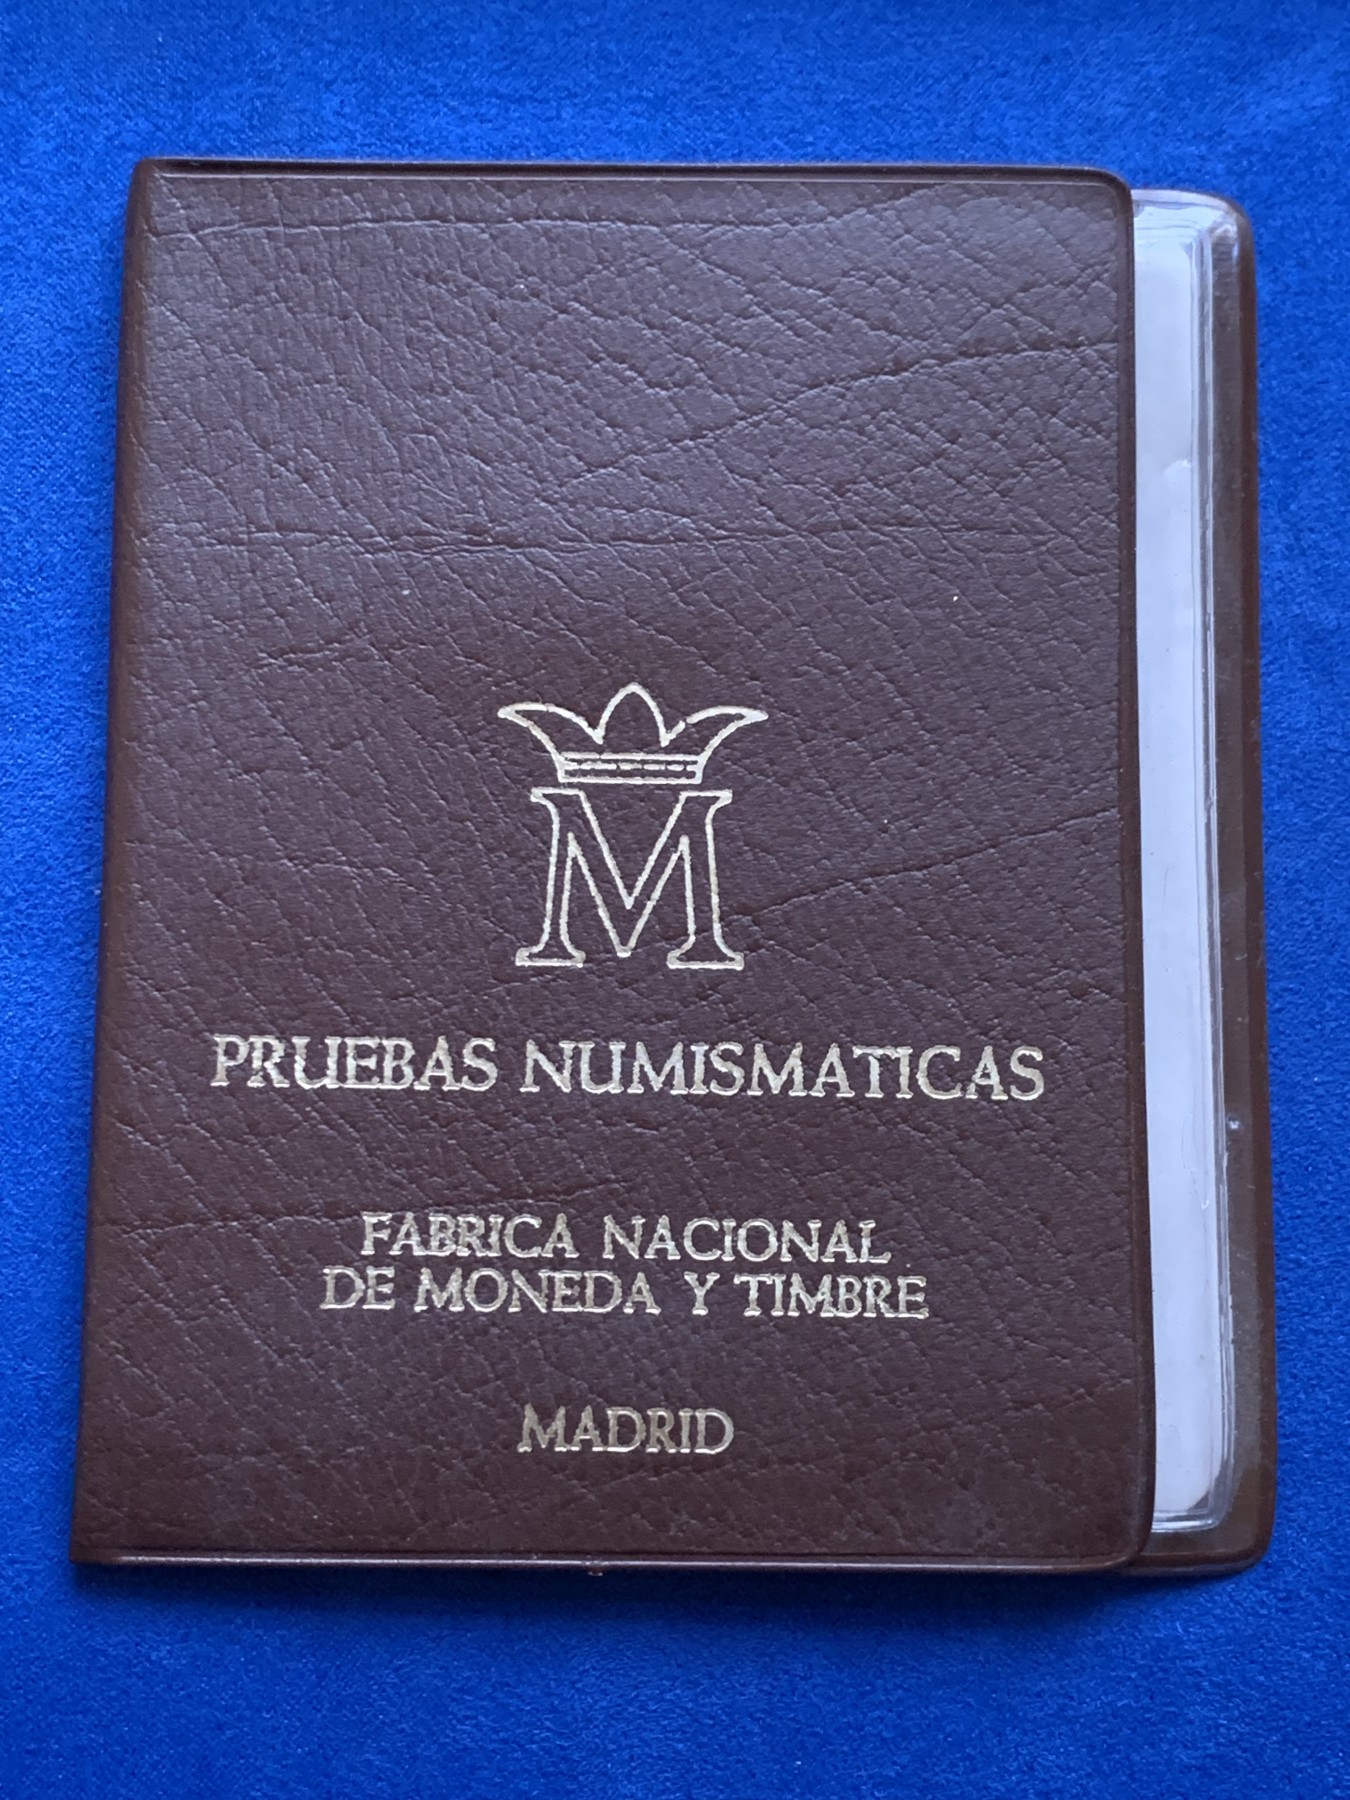 M
PRUEBAS NUMISMATICAS
FABRICA NACIONAL
DE MONEDA Y TIMBRE
MADRID